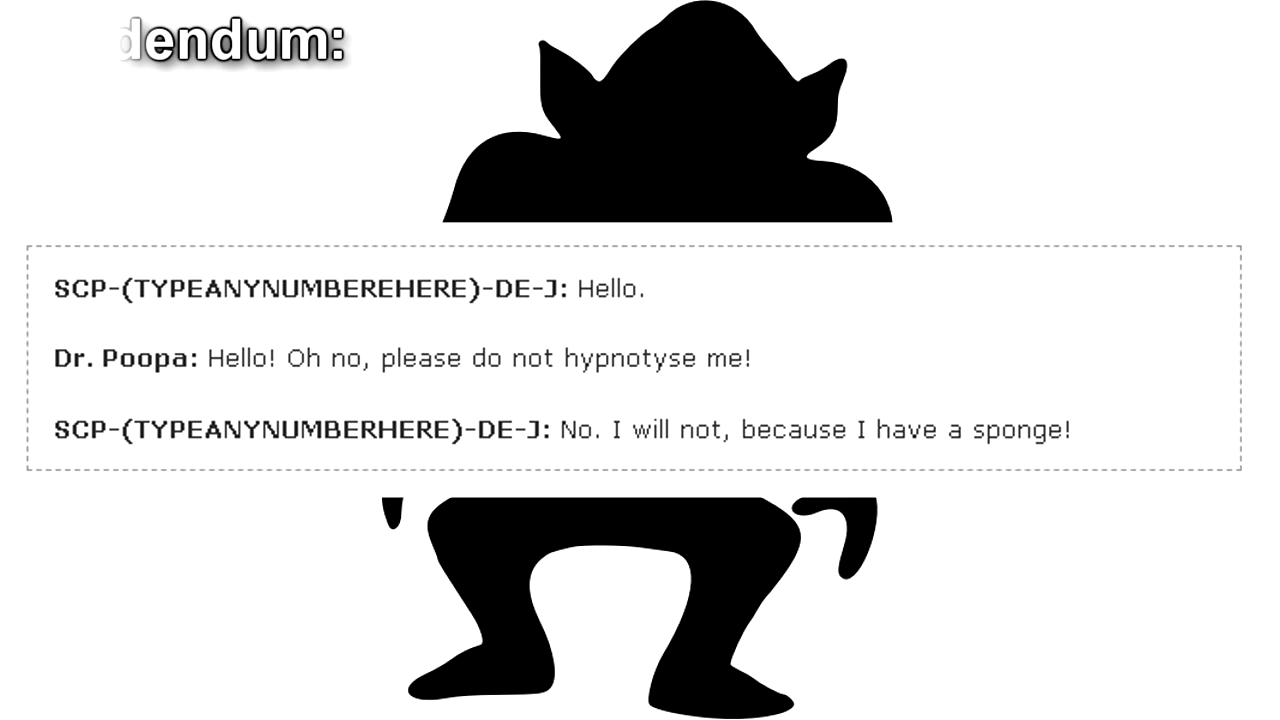 dendum:
SCP-(TYPEANYNUMBEREHERE)-DE-J: Hello.
Dr. Poopa: Hello! Oh no, please do not hypnotyse me!
SCP-(TYPEANYNUMBERHERE)-DE-J: No. I will not, because I have a sponge!